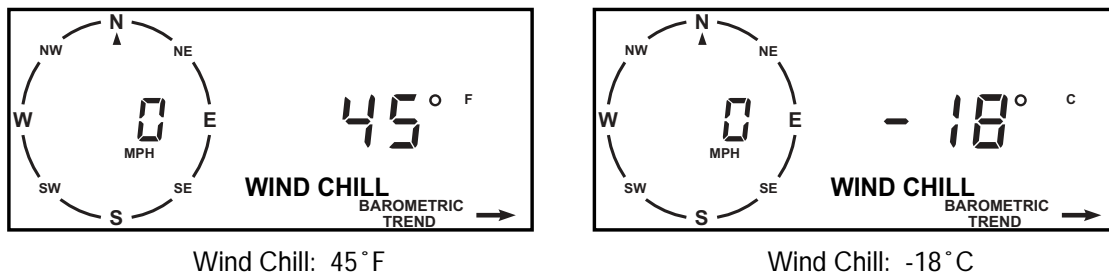 N
NW NE
W 0 E
MPH
45° F
SW SE
WIND CHILL
S
BAROMETRIC
TREND
Wind Chill: 45°F
N
NW NE
W 0 E
MPH
- 18° C
SW SE
WIND CHILL
S
BAROMETRIC
TREND
Wind Chill: -18°C